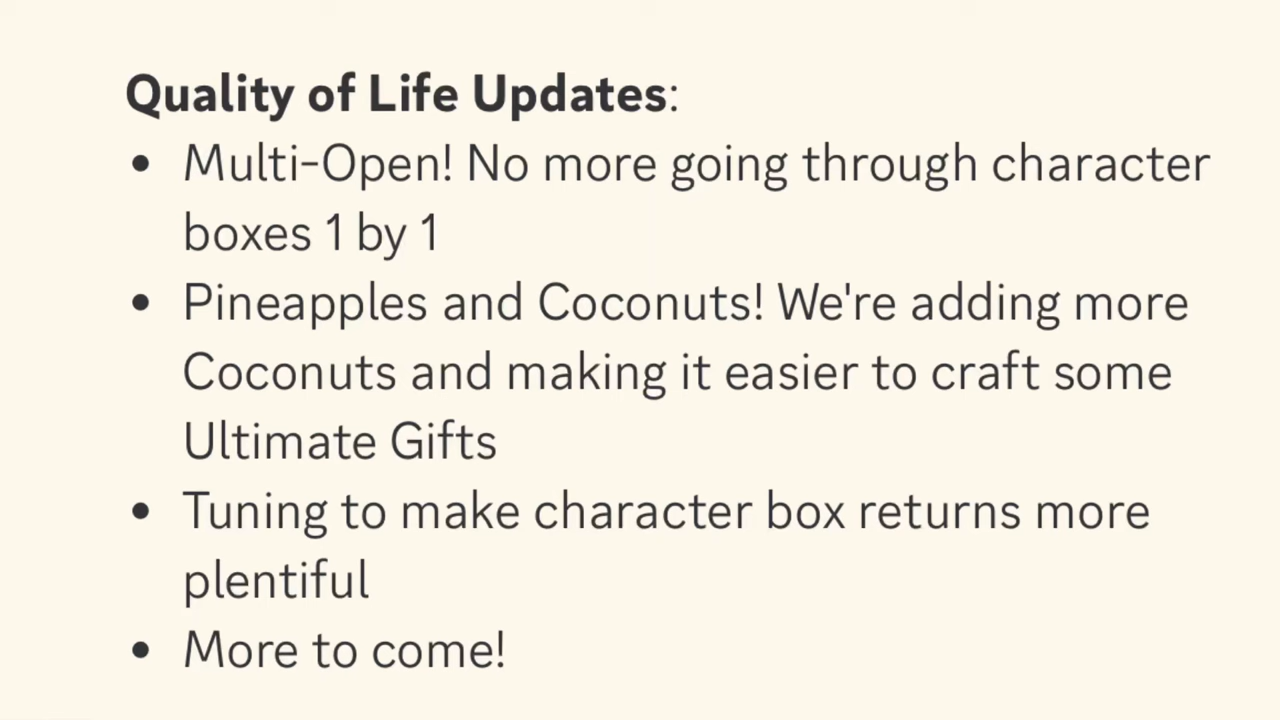 Quality of Life Updates:
• Multi-Open! No more going through character
boxes 1 by 1
• Pineapples and Coconuts! We're adding more
Coconuts and making it easier to craft some
Ultimate Gifts
• Tuning to make character box returns more
plentiful
• More to come!